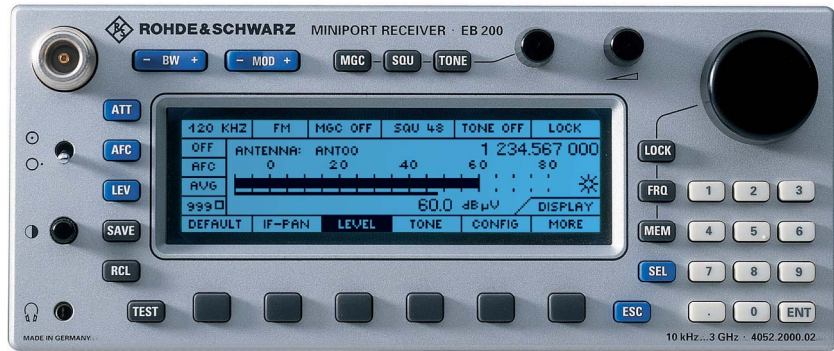 ROHDE&SCHWARZ MINIPORT RECEIVER · EB 200
- BW + - MOD + MGC SQU TONE
ATT
AFC
LEV
SAVE
RCL
TEST
120 KHZ FM MGC OFF SQU 48 TONE OFF LOCK
OFF ANTENNA: ANT00 1 234.567 000
AFC 0 20 40 60 80
AVG
999 60.0 dBµV DISPLAY
DEFAULT IF-PAN LEVEL TONE CONFIG MORE
LOCK
FRQ 1 2 3
MEM 4 5 6
SEL 7 8 9
ESC . 0 ENT
MADE IN GERMANY
10 kHz...3 GHz · 4052.2000.02